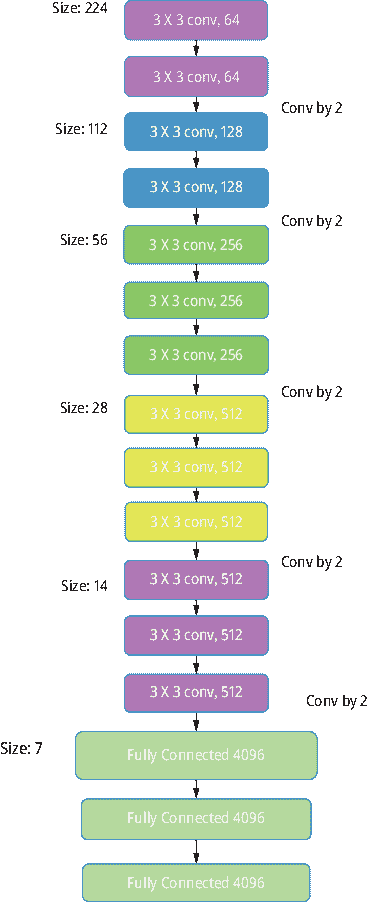 Size: 224
3 X 3 conv, 64
3 X 3 conv, 64
Conv by 2
Size: 112
3 X 3 conv, 128
3 X 3 conv, 128
Conv by 2
Size: 56
3 X 3 conv, 256
3 X 3 conv, 256
3 X 3 conv, 256
Conv by 2
Size: 28
3 X 3 conv, 512
3 X 3 conv, 512
3 X 3 conv, 512
Conv by 2
Size: 14
3 X 3 conv, 512
3 X 3 conv, 512
3 X 3 conv, 512
Conv by 2
Size: 7
Fully Connected 4096
Fully Connected 4096
Fully Connected 4096